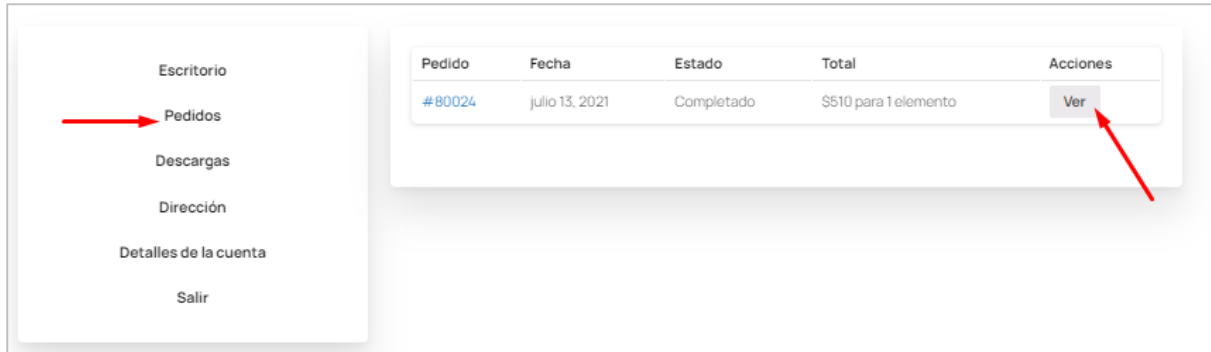 Escritorio
Pedidos
Descargas
Dirección
Detalles de la cuenta
Salir
Pedido Fecha Estado Total Acciones
#80024 julio 13, 2021 Completado $510 para 1 elemento Ver